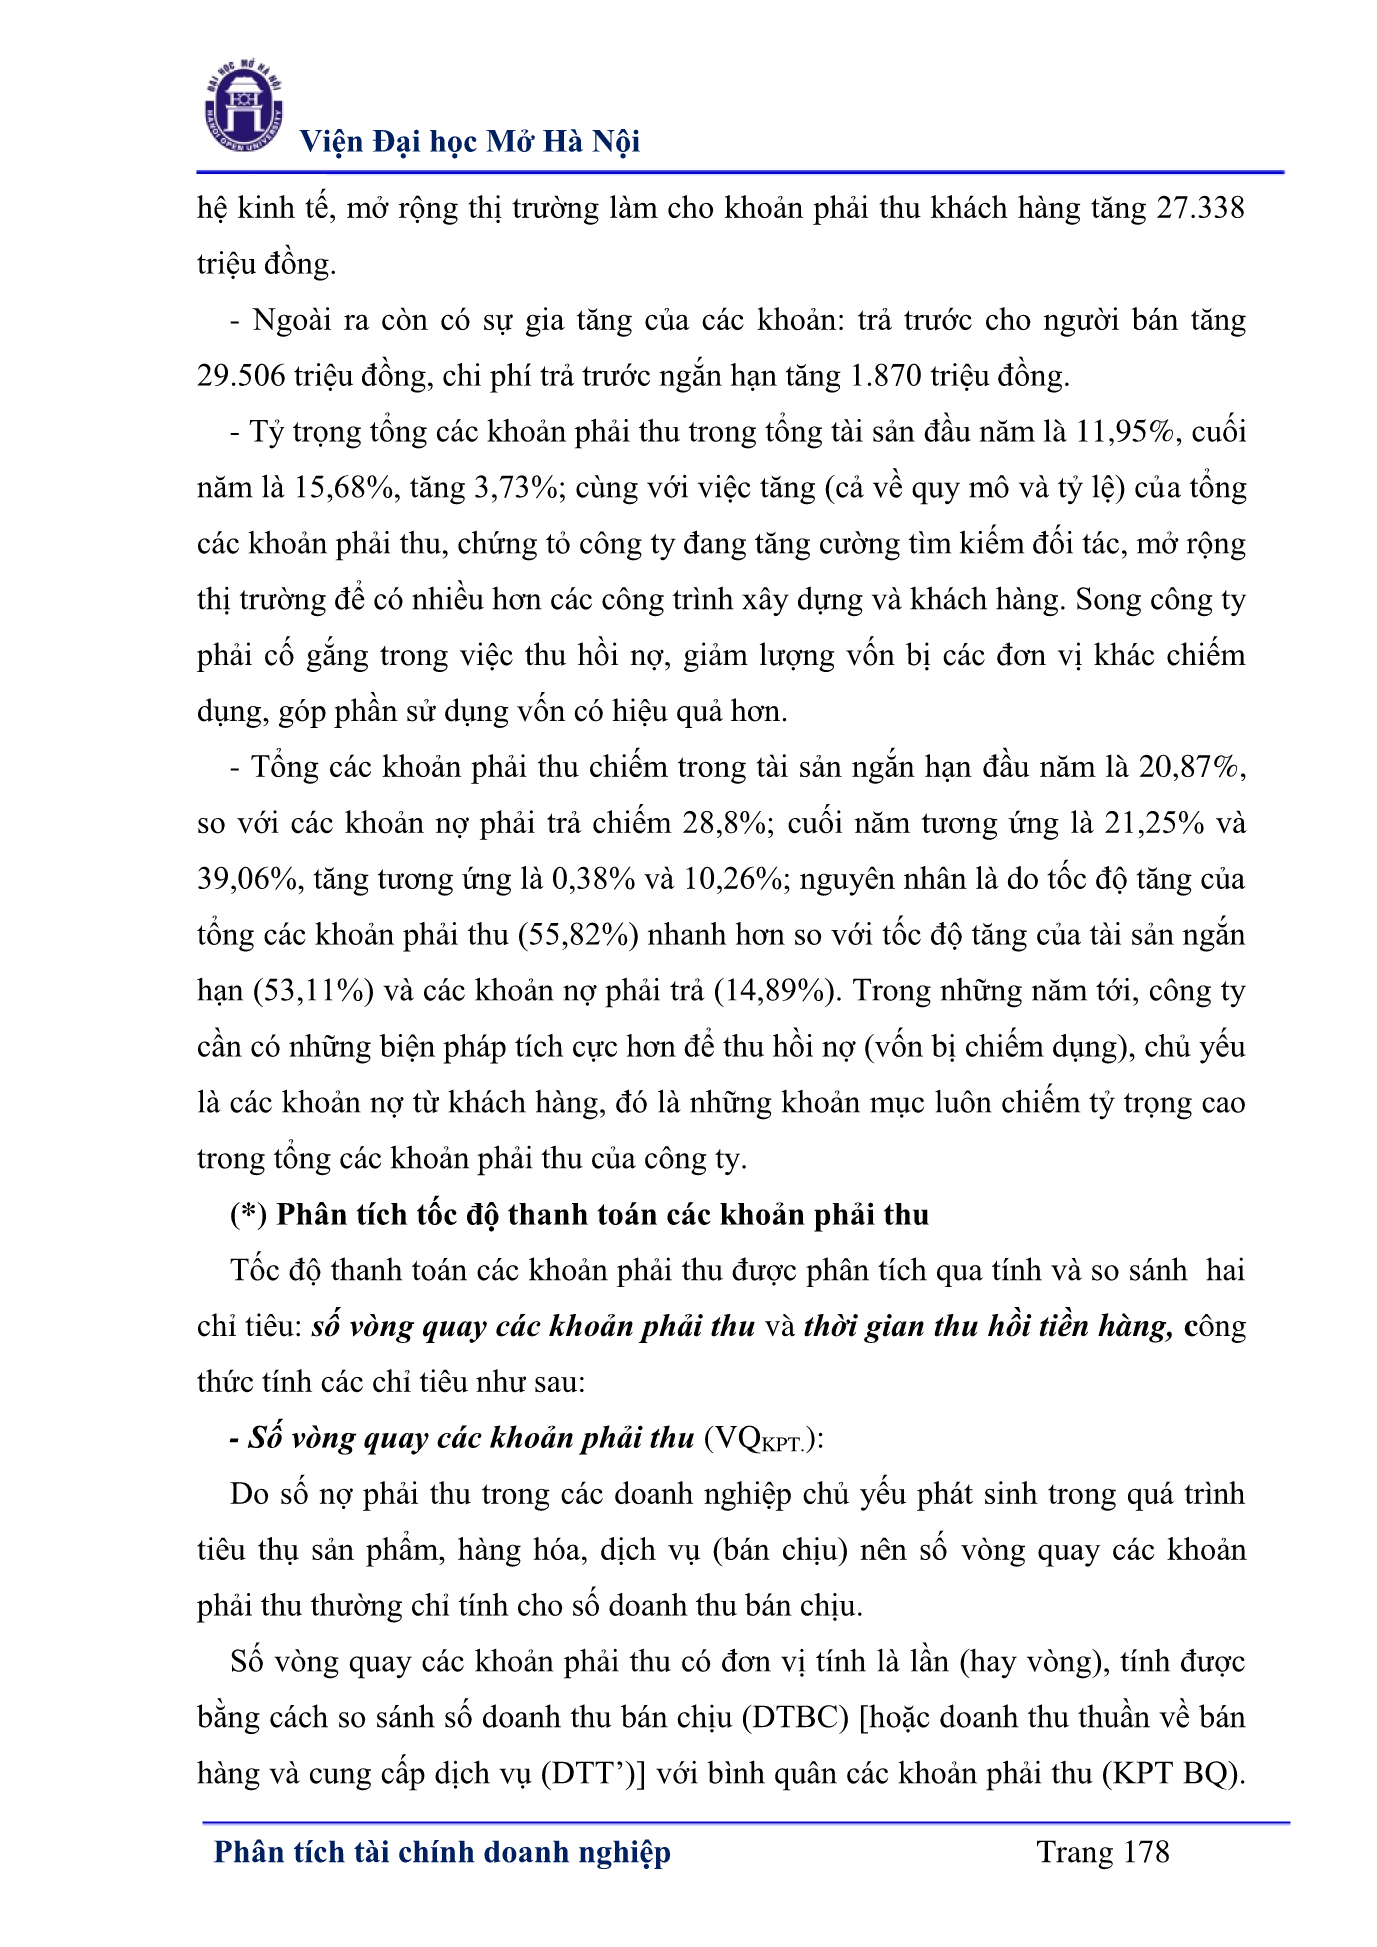 ĐẠI HỌC MỞ HÀ NỘI
HANOI OPEN UNIVERSITY
Viện Đại học Mở Hà Nội
hệ kinh tế, mở rộng thị trường làm cho khoản phải thu khách hàng tăng 27.338
triệu đồng.
- Ngoài ra còn có sự gia tăng của các khoản: trả trước cho người bán tăng
29.506 triệu đồng, chi phí trả trước ngắn hạn tăng 1.870 triệu đồng.
- Tỷ trọng tổng các khoản phải thu trong tổng tài sản đầu năm là 11,95%, cuối
năm là 15,68%, tăng 3,73%; cùng với việc tăng (cả về quy mô và tỷ lệ) của tổng
các khoản phải thu, chứng tỏ công ty đang tăng cường tìm kiếm đối tác, mở rộng
thị trường để có nhiều hơn các công trình xây dựng và khách hàng. Song công ty
phải cố gắng trong việc thu hồi nợ, giảm lượng vốn bị các đơn vị khác chiếm
dụng, góp phần sử dụng vốn có hiệu quả hơn.
- Tổng các khoản phải thu chiếm trong tài sản ngắn hạn đầu năm là 20,87%,
so với các khoản nợ phải trả chiếm 28,8%; cuối năm tương ứng là 21,25% và
39,06%, tăng tương ứng là 0,38% và 10,26%; nguyên nhân là do tốc độ tăng của
tổng các khoản phải thu (55,82%) nhanh hơn so với tốc độ tăng của tài sản ngắn
hạn (53,11%) và các khoản nợ phải trả (14,89%). Trong những năm tới, công ty
cần có những biện pháp tích cực hơn để thu hồi nợ (vốn bị chiếm dụng), chủ yếu
là các khoản nợ từ khách hàng, đó là những khoản mục luôn chiếm tỷ trọng cao
trong tổng các khoản phải thu của công ty.
(*) Phân tích tốc độ thanh toán các khoản phải thu
Tốc độ thanh toán các khoản phải thu được phân tích qua tính và so sánh  hai
chỉ tiêu: số vòng quay các khoản phải thu và thời gian thu hồi tiền hàng, công
thức tính các chỉ tiêu như sau:
- Số vòng quay các khoản phải thu (VQKPT.):
Do số nợ phải thu trong các doanh nghiệp chủ yếu phát sinh trong quá trình
tiêu thụ sản phẩm, hàng hóa, dịch vụ (bán chịu) nên số vòng quay các khoản
phải thu thường chỉ tính cho số doanh thu bán chịu.
Số vòng quay các khoản phải thu có đơn vị tính là lần (hay vòng), tính được
bằng cách so sánh số doanh thu bán chịu (DTBC) [hoặc doanh thu thuần về bán
hàng và cung cấp dịch vụ (DTT’)] với bình quân các khoản phải thu (KPT BQ).
Phân tích tài chính doanh nghiệp Trang 178